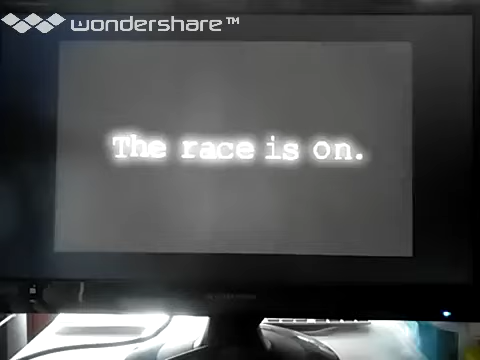 wondershare™
The race is on.